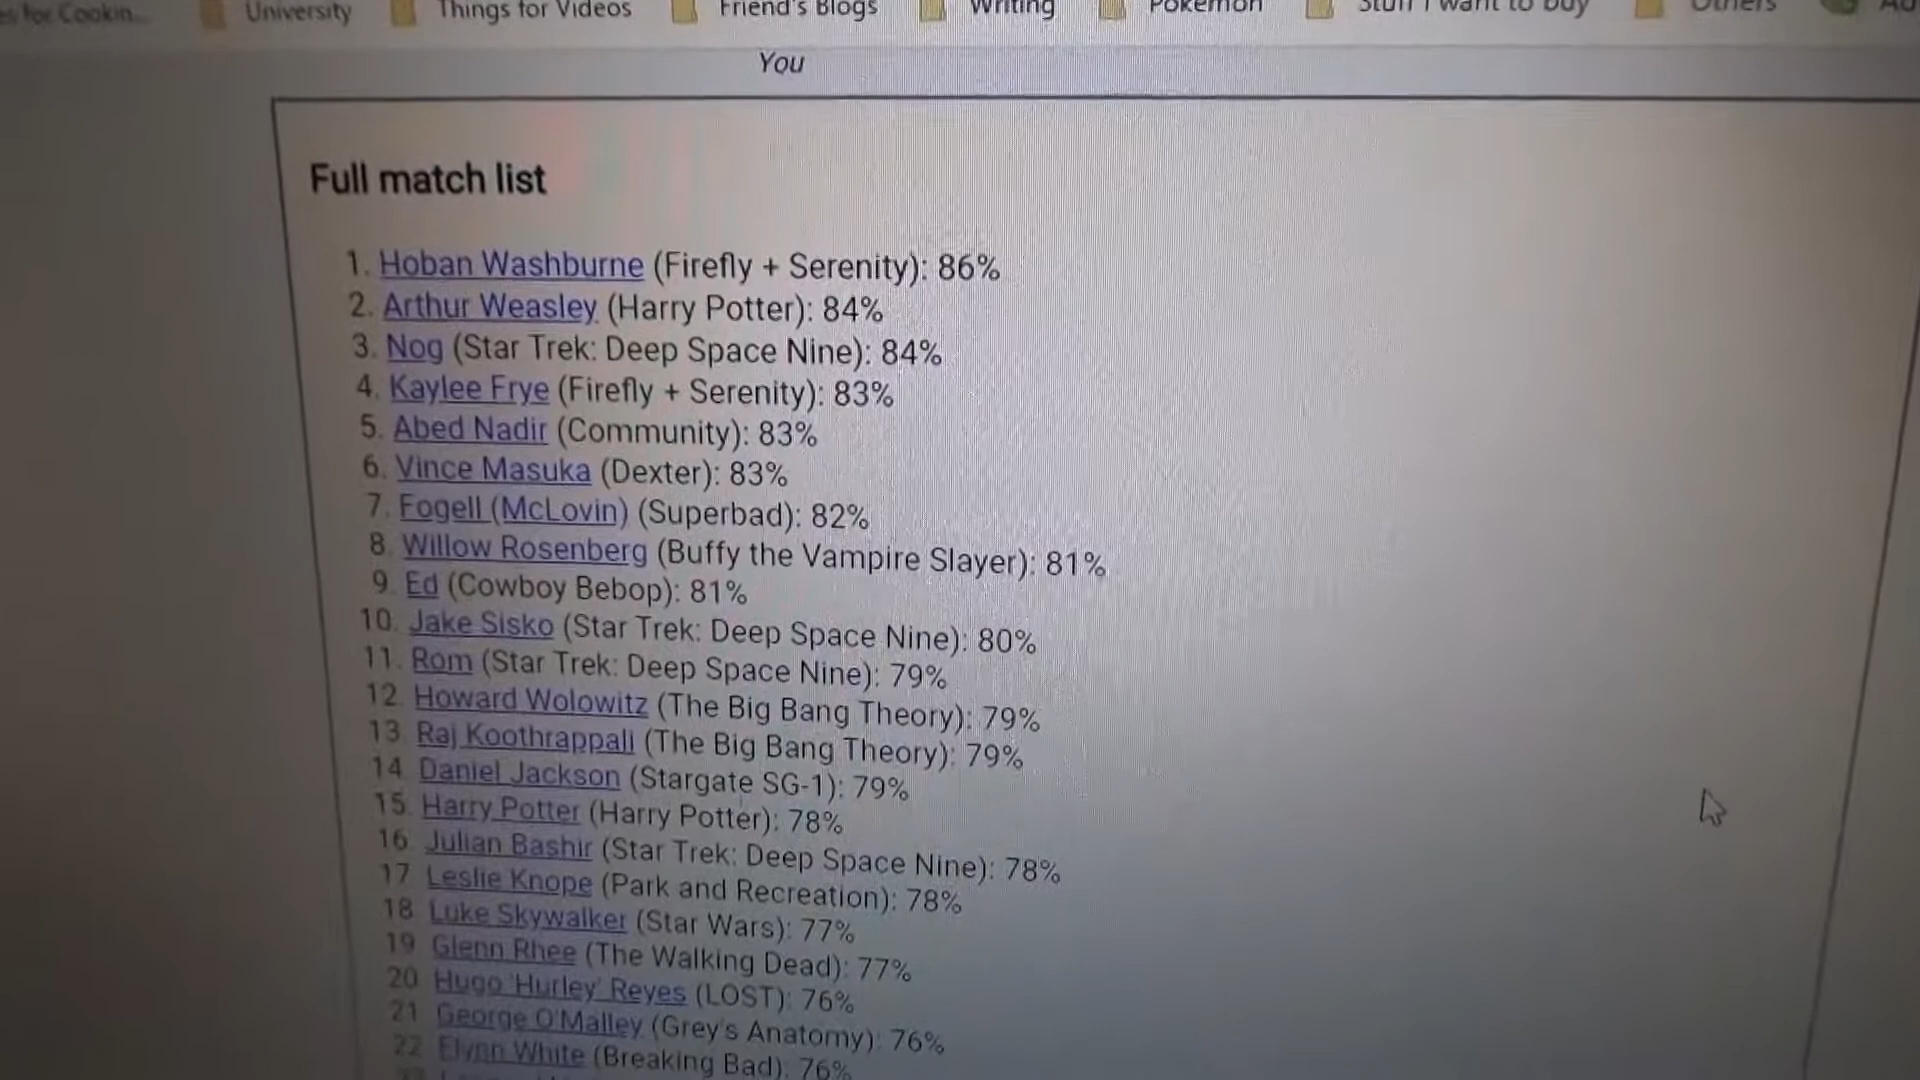 es for Cookin... University Things for Videos Friend's Blogs Writing Pokemon Stuff I want to buy Others Ad
You
Full match list
1. Hoban Washburne (Firefly + Serenity): 86%
2. Arthur Weasley (Harry Potter): 84%
3. Nog (Star Trek: Deep Space Nine): 84%
4. Kaylee Frye (Firefly + Serenity): 83%
5. Abed Nadir (Community): 83%
6. Vince Masuka (Dexter): 83%
7. Fogell (McLovin) (Superbad): 82%
8. Willow Rosenberg (Buffy the Vampire Slayer): 81%
9. Ed (Cowboy Bebop): 81%
10. Jake Sisko (Star Trek: Deep Space Nine): 80%
11. Rom (Star Trek: Deep Space Nine): 79%
12. Howard Wolowitz (The Big Bang Theory): 79%
13. Raj Koothrappali (The Big Bang Theory): 79%
14. Daniel Jackson (Stargate SG-1): 79%
15. Harry Potter (Harry Potter): 78%
16. Julian Bashir (Star Trek: Deep Space Nine): 78%
17. Leslie Knope (Park and Recreation): 78%
18. Luke Skywalker (Star Wars): 77%
19. Glenn Rhee (The Walking Dead): 77%
20. Hugo 'Hurley' Reyes (LOST): 76%
21. George O'Malley (Grey's Anatomy): 76%
22. Flynn White (Breaking Bad): 76%